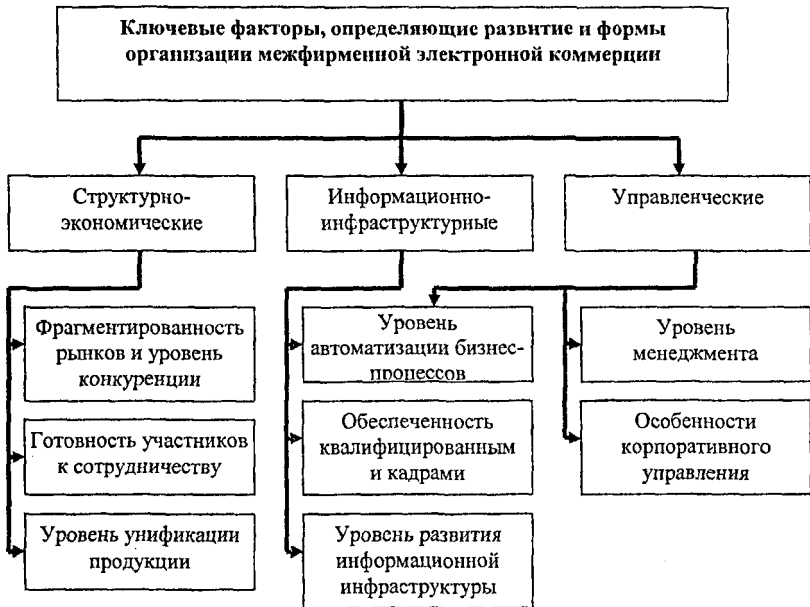 Ключевые факторы, определяющие развитие и формы
организации межфирменной электронной коммерции
Структурно-
экономические
Информационно-
инфраструктурные
Управленческие
Фрагментированность
рынков и уровень
конкуренции
Уровень
автоматизации бизнес-
процессов
Уровень
менеджмента
Готовность участников
к сотрудничеству
Обеспеченность
квалифицированным
и кадрами
Особенности
корпоративного
управления
Уровень унификации
продукции
Уровень развития
информационной
инфраструктуры